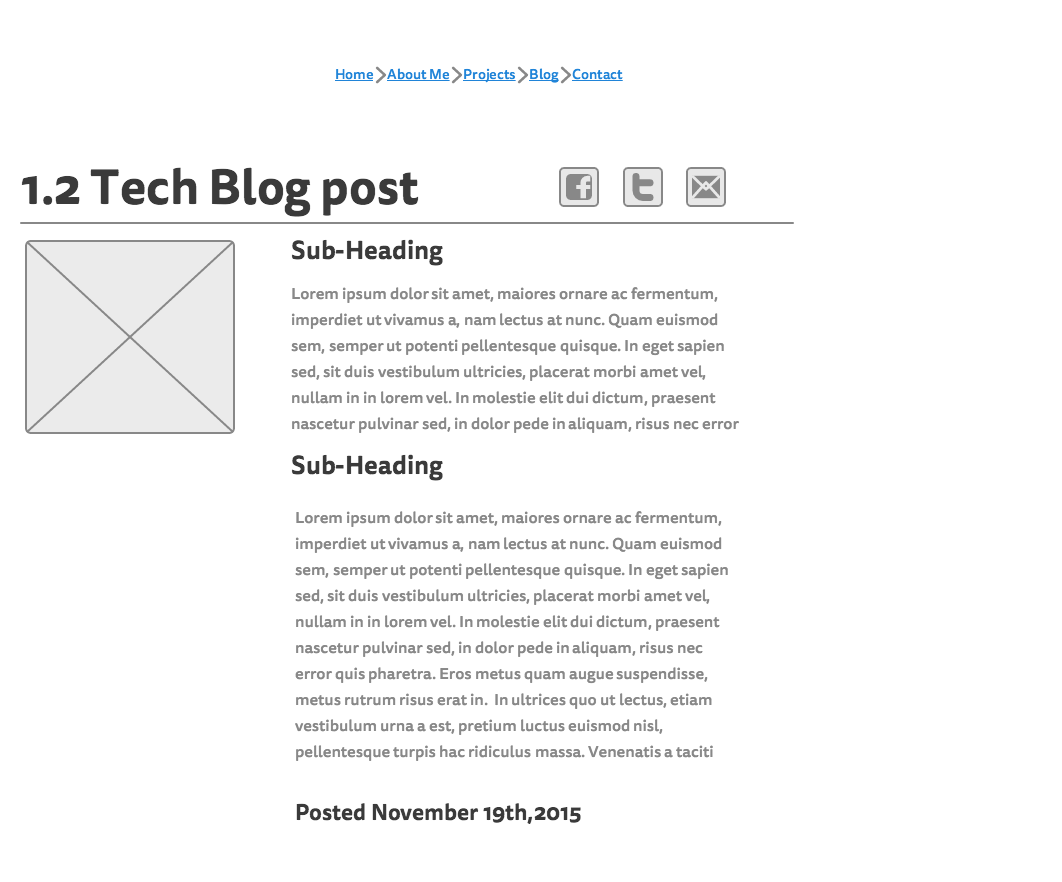 Home > About Me > Projects > Blog > Contact
1.2 Tech Blog post
Sub-Heading
Lorem ipsum dolor sit amet, maiores ornare ac fermentum,
imperdiet ut vivamus a, nam lectus at nunc. Quam euismod
sem, semper ut potenti pellentesque quisque. In eget sapien
sed, sit duis vestibulum ultricies, placerat morbi amet vel,
nullam in in lorem vel. In molestie elit dui dictum, praesent
nascetur pulvinar sed, in dolor pede in aliquam, risus nec error
Sub-Heading
Lorem ipsum dolor sit amet, maiores ornare ac fermentum,
imperdiet ut vivamus a, nam lectus at nunc. Quam euismod
sem, semper ut potenti pellentesque quisque. In eget sapien
sed, sit duis vestibulum ultricies, placerat morbi amet vel,
nullam in in lorem vel. In molestie elit dui dictum, praesent
nascetur pulvinar sed, in dolor pede in aliquam, risus nec
error quis pharetra. Eros metus quam augue suspendisse,
metus rutrum risus erat in.  In ultrices quo ut lectus, etiam
vestibulum urna a est, pretium luctus euismod nisl,
pellentesque turpis hac ridiculus massa. Venenatis a taciti
Posted November 19th,2015